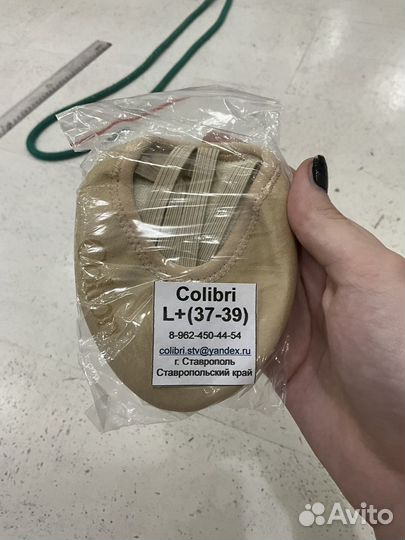 Colibri
L+(37-39)
8-962-450-44-54
colibri.stv@yandex.ru
г. Ставрополь
Ставропольский край
Avito